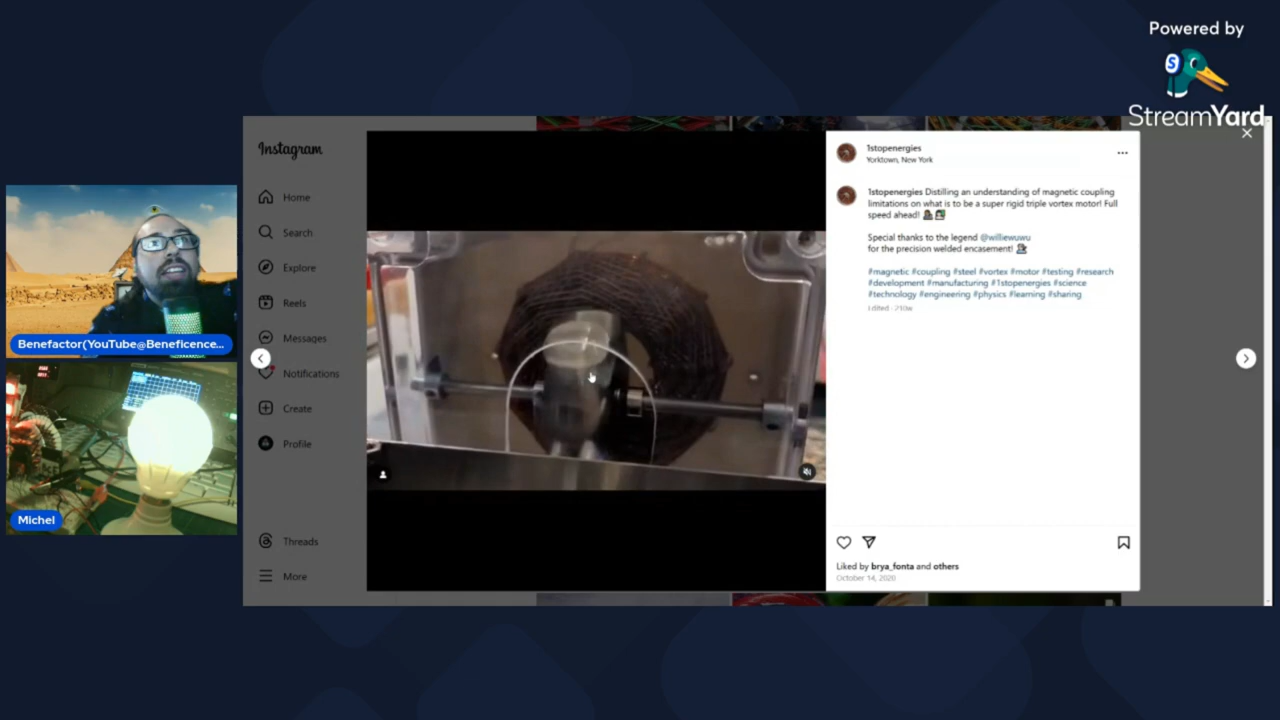 Powered by
StreamYard
Instagram
Home
Search
Explore
Reels
Messages
Notifications
Create
Profile
Threads
More
1stopenergies
Yorktown, New York
1stopenergies Distilling an understanding of magnetic coupling
limitations on what is to be a super rigid triple vortex motor! Full
speed ahead!
Special thanks to the legend @williewuwu
for the precision welded encasement!
#magnetic #coupling #steel #vortex #motor #testing #research
#development #manufacturing #1stopenergies #science
#technology #engineering #physics #learning #sharing
Edited · 210w
Liked by brya_fonta and others
October 14, 2020
Benefactor(YouTube@Beneficence...
Michel